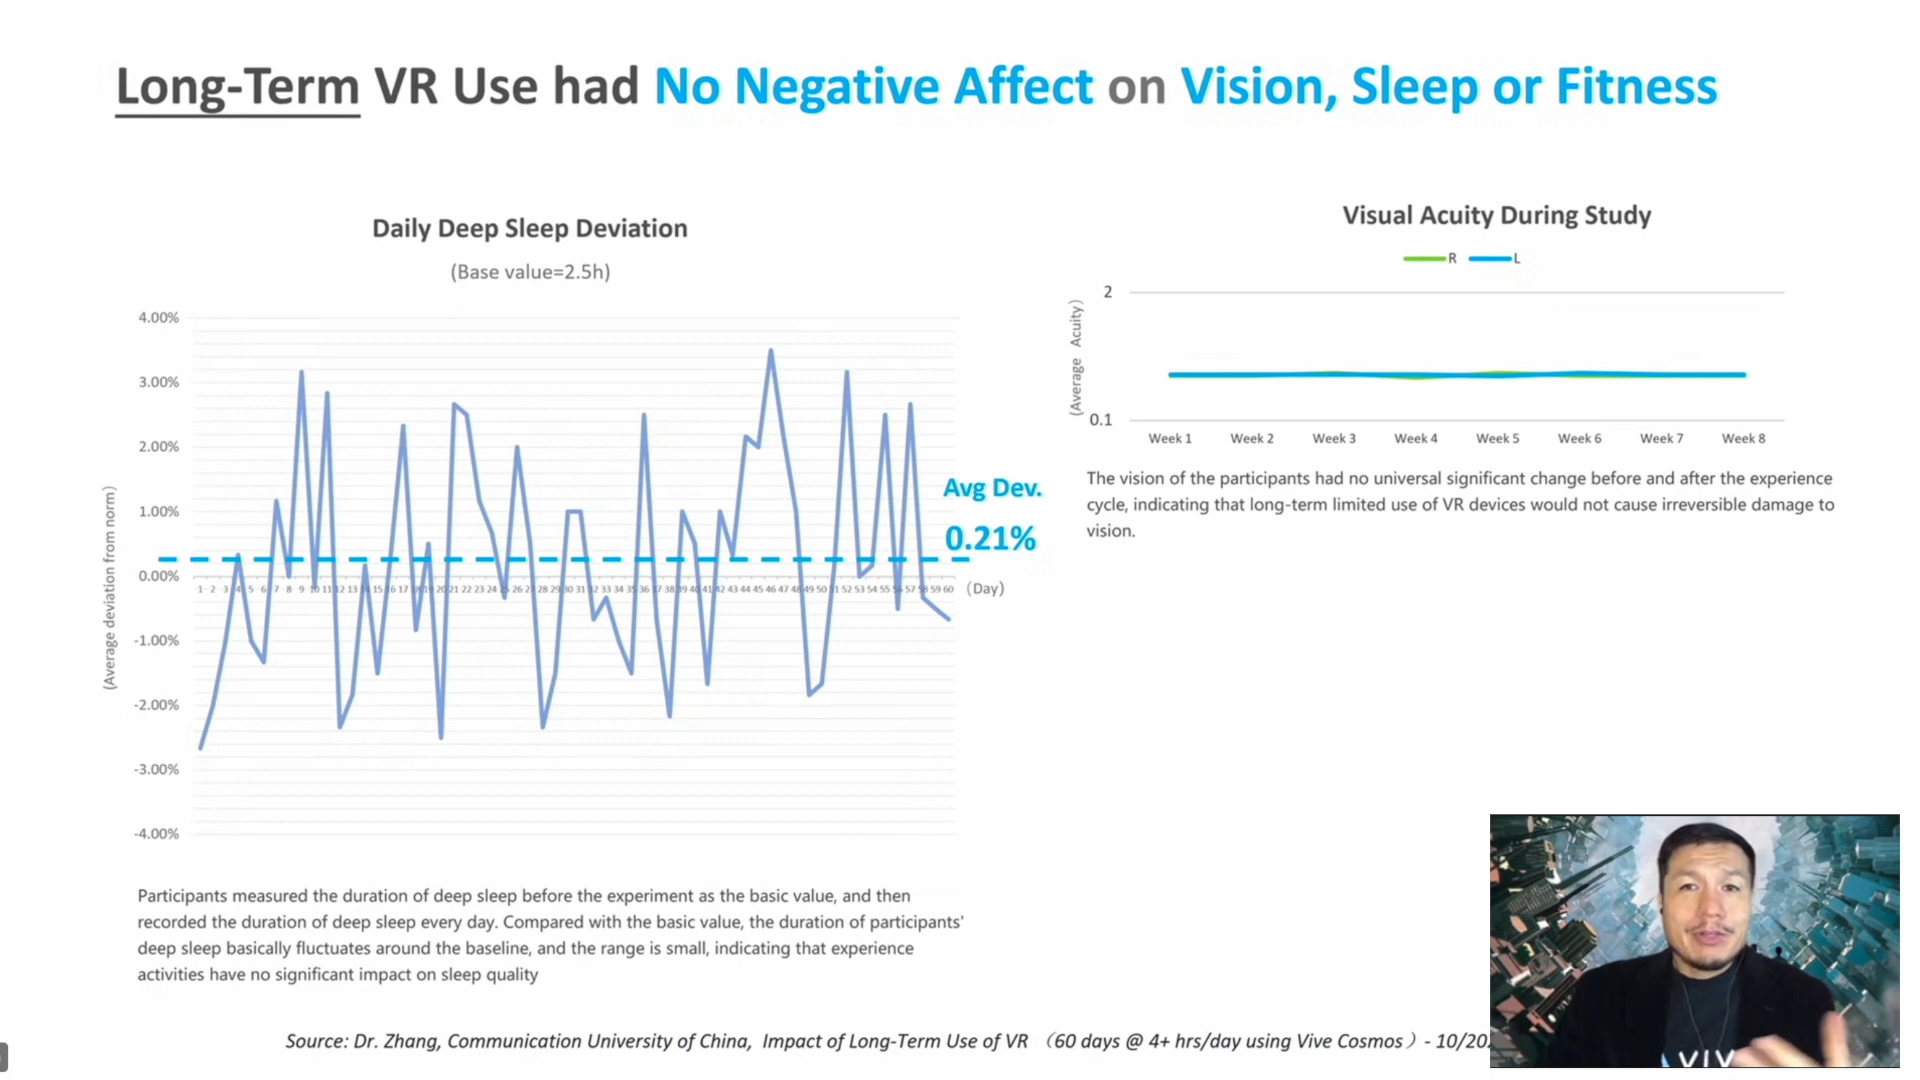 Long-Term VR Use had No Negative Affect on Vision, Sleep or Fitness
Daily Deep Sleep Deviation
(Base value=2.5h)
4.00%
3.00%
2.00%
1.00%
0.00%
-1.00%
-2.00%
-3.00%
-4.00%
(Average deviation from norm)
Avg Dev.
0.21%
(Day)
Participants measured the duration of deep sleep before the experiment as the basic value, and then
recorded the duration of deep sleep every day. Compared with the basic value, the duration of participants'
deep sleep basically fluctuates around the baseline, and the range is small, indicating that experience
activities have no significant impact on sleep quality
Visual Acuity During Study
R L
2
0.1
(Average Acuity)
Week 1 Week 2 Week 3 Week 4 Week 5 Week 6 Week 7 Week 8
The vision of the participants had no universal significant change before and after the experience
cycle, indicating that long-term limited use of VR devices would not cause irreversible damage to
vision.
Source: Dr. Zhang, Communication University of China, Impact of Long-Term Use of VR （60 days @ 4+ hrs/day using Vive Cosmos）- 10/20
VIV